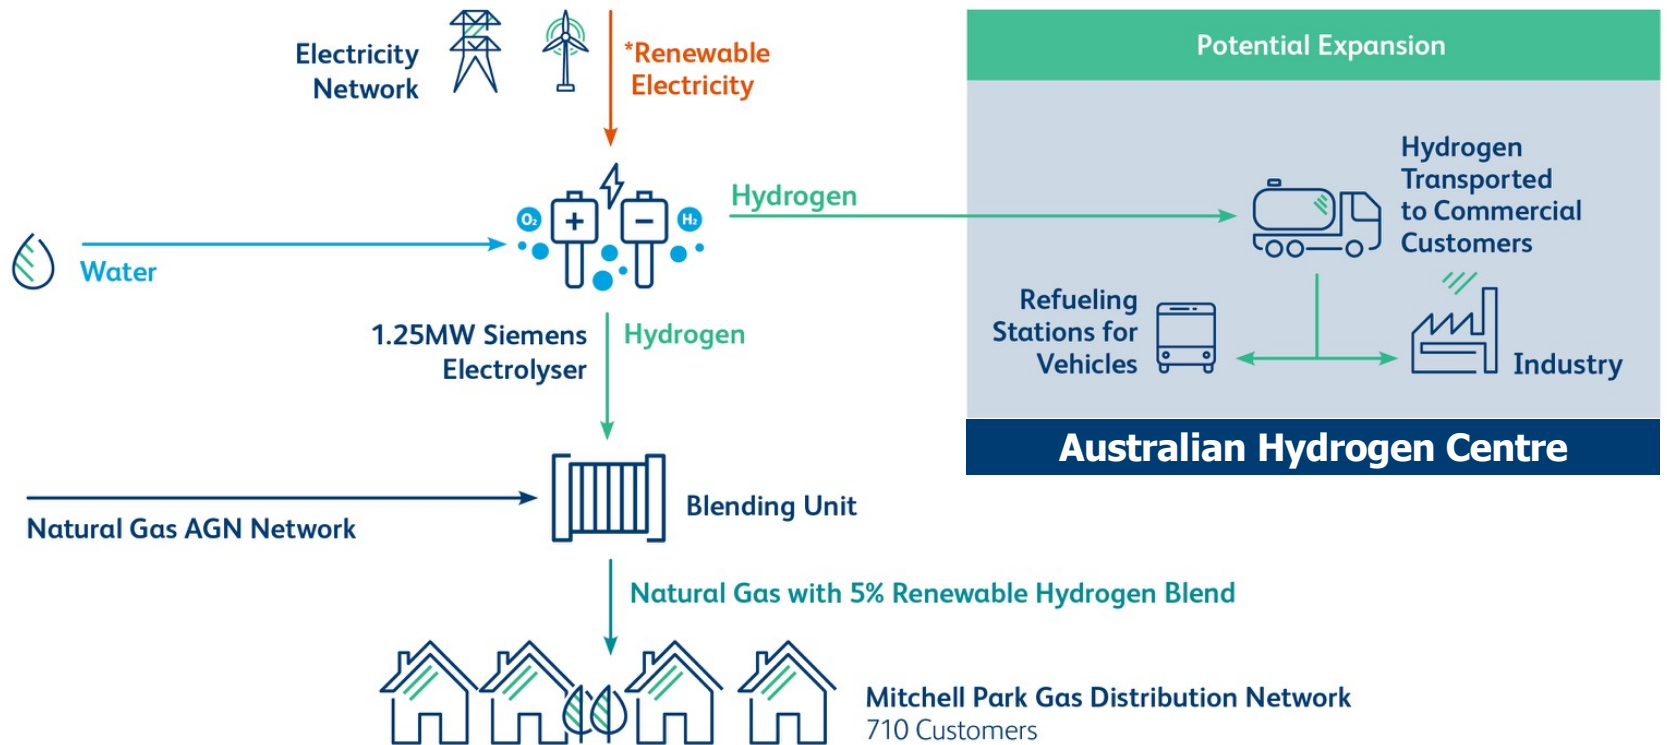 Electricity
Network
*Renewable
Electricity
Potential Expansion
Hydrogen
Transported
to Commercial
Customers
Hydrogen
O₂
+
−
H₂
Water
Refueling
Stations for
Vehicles
Industry
1.25MW Siemens
Electrolyser
Hydrogen
Australian Hydrogen Centre
Natural Gas AGN Network
Blending Unit
Natural Gas with 5% Renewable Hydrogen Blend
Mitchell Park Gas Distribution Network
710 Customers